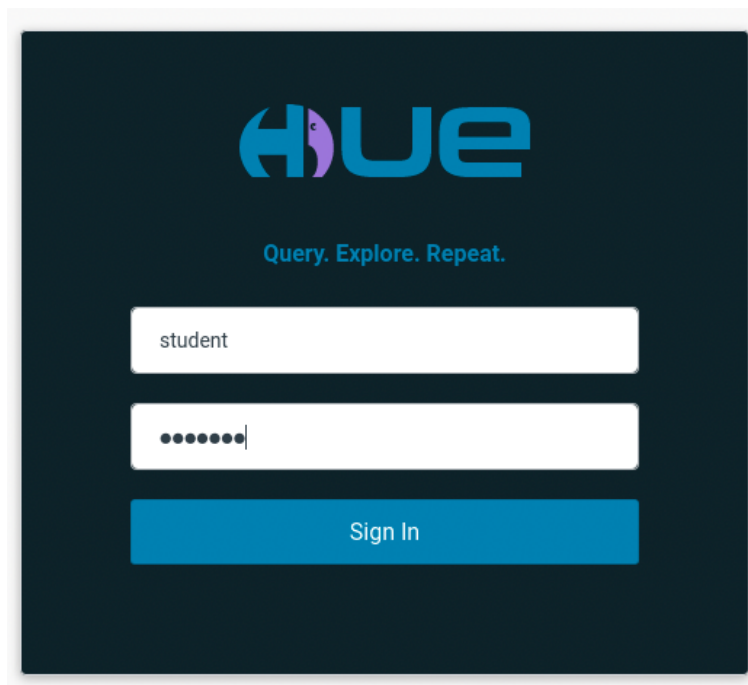 HUE
Query. Explore. Repeat.
student
•••••••
Sign In